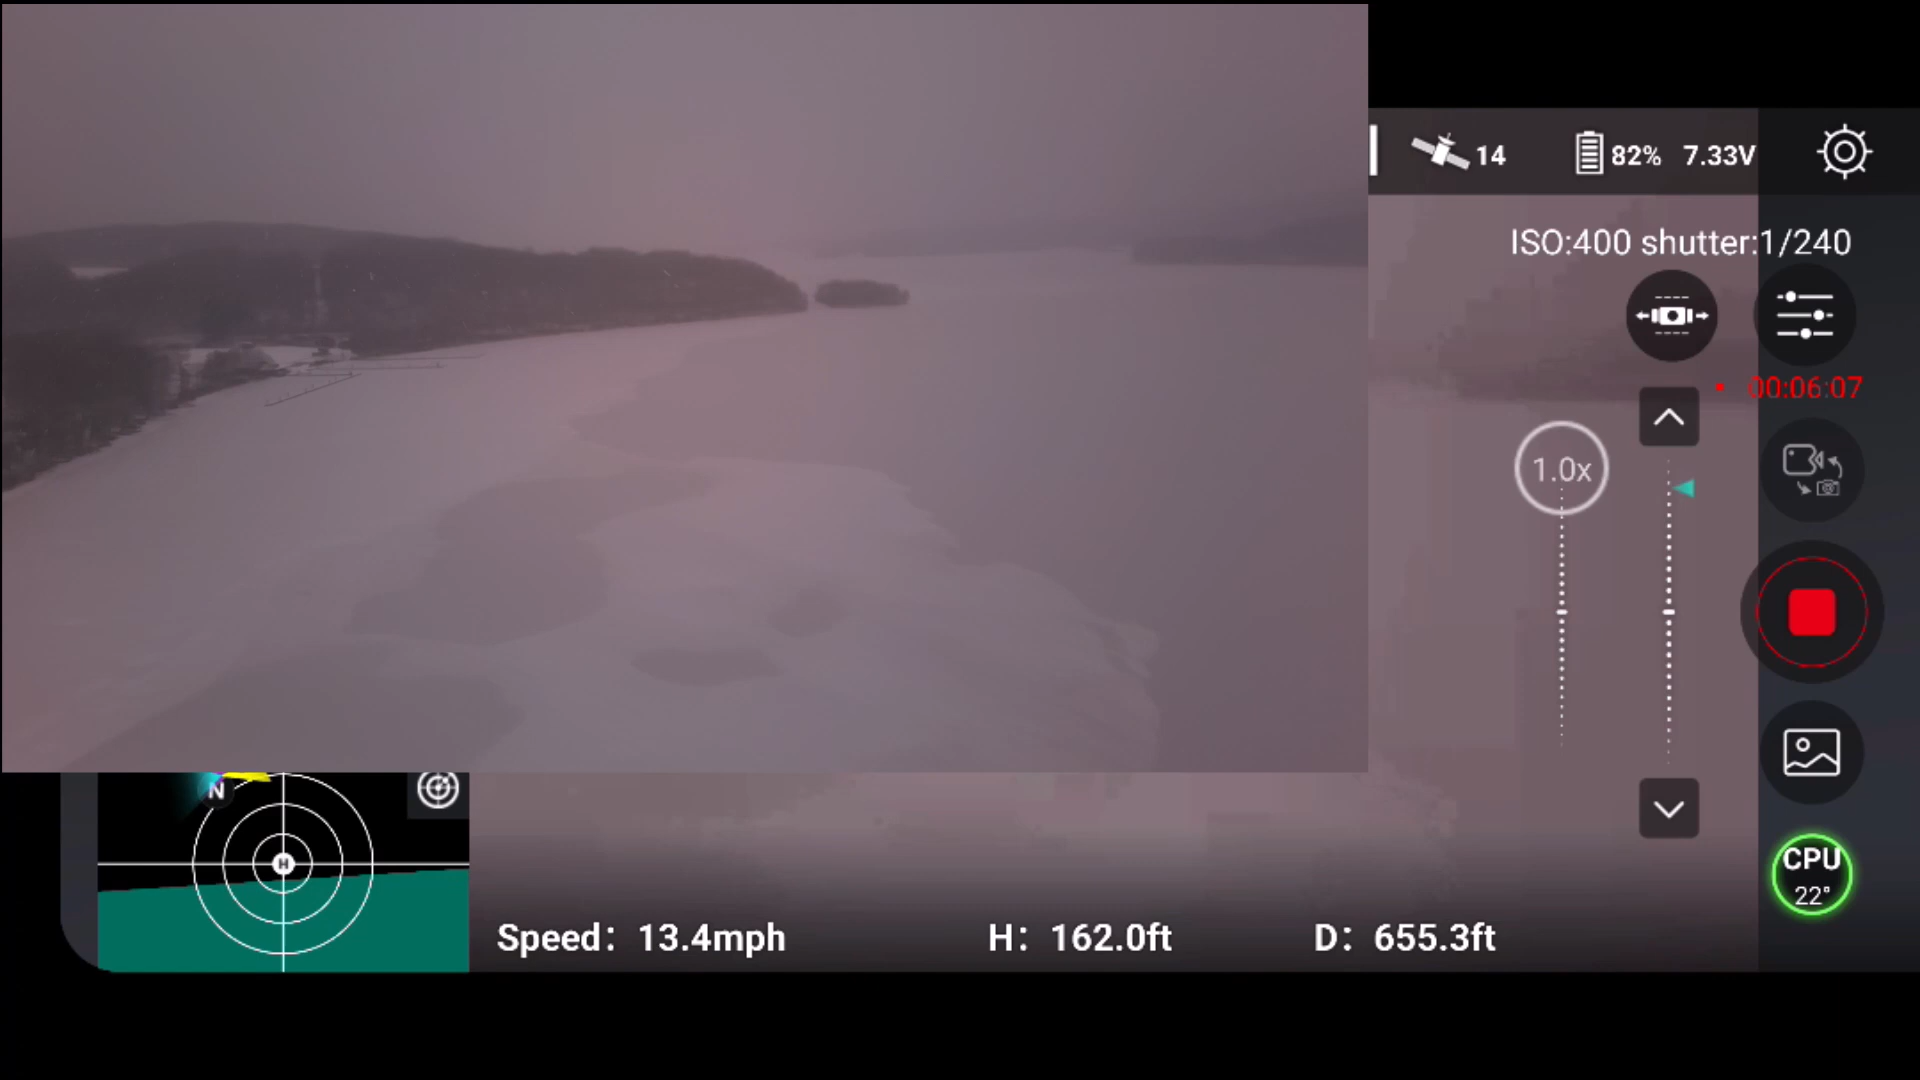 14
82% 7.33V
ISO:400 shutter:1/240
00:06:07
1.0x
N
H
CPU
22°
Speed: 13.4mph H: 162.0ft D: 655.3ft